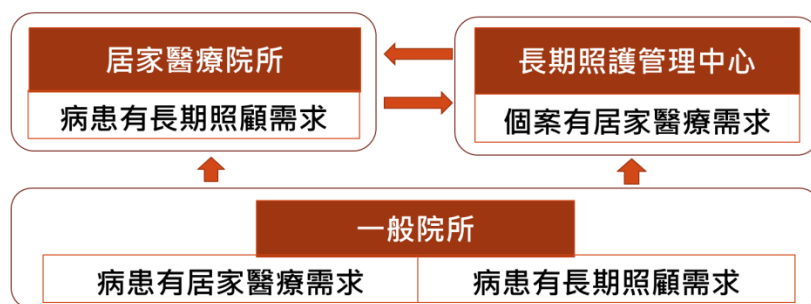 居家醫療院所
病患有長期照顧需求
長期照護管理中心
個案有居家醫療需求
一般院所
病患有居家醫療需求
病患有長期照顧需求